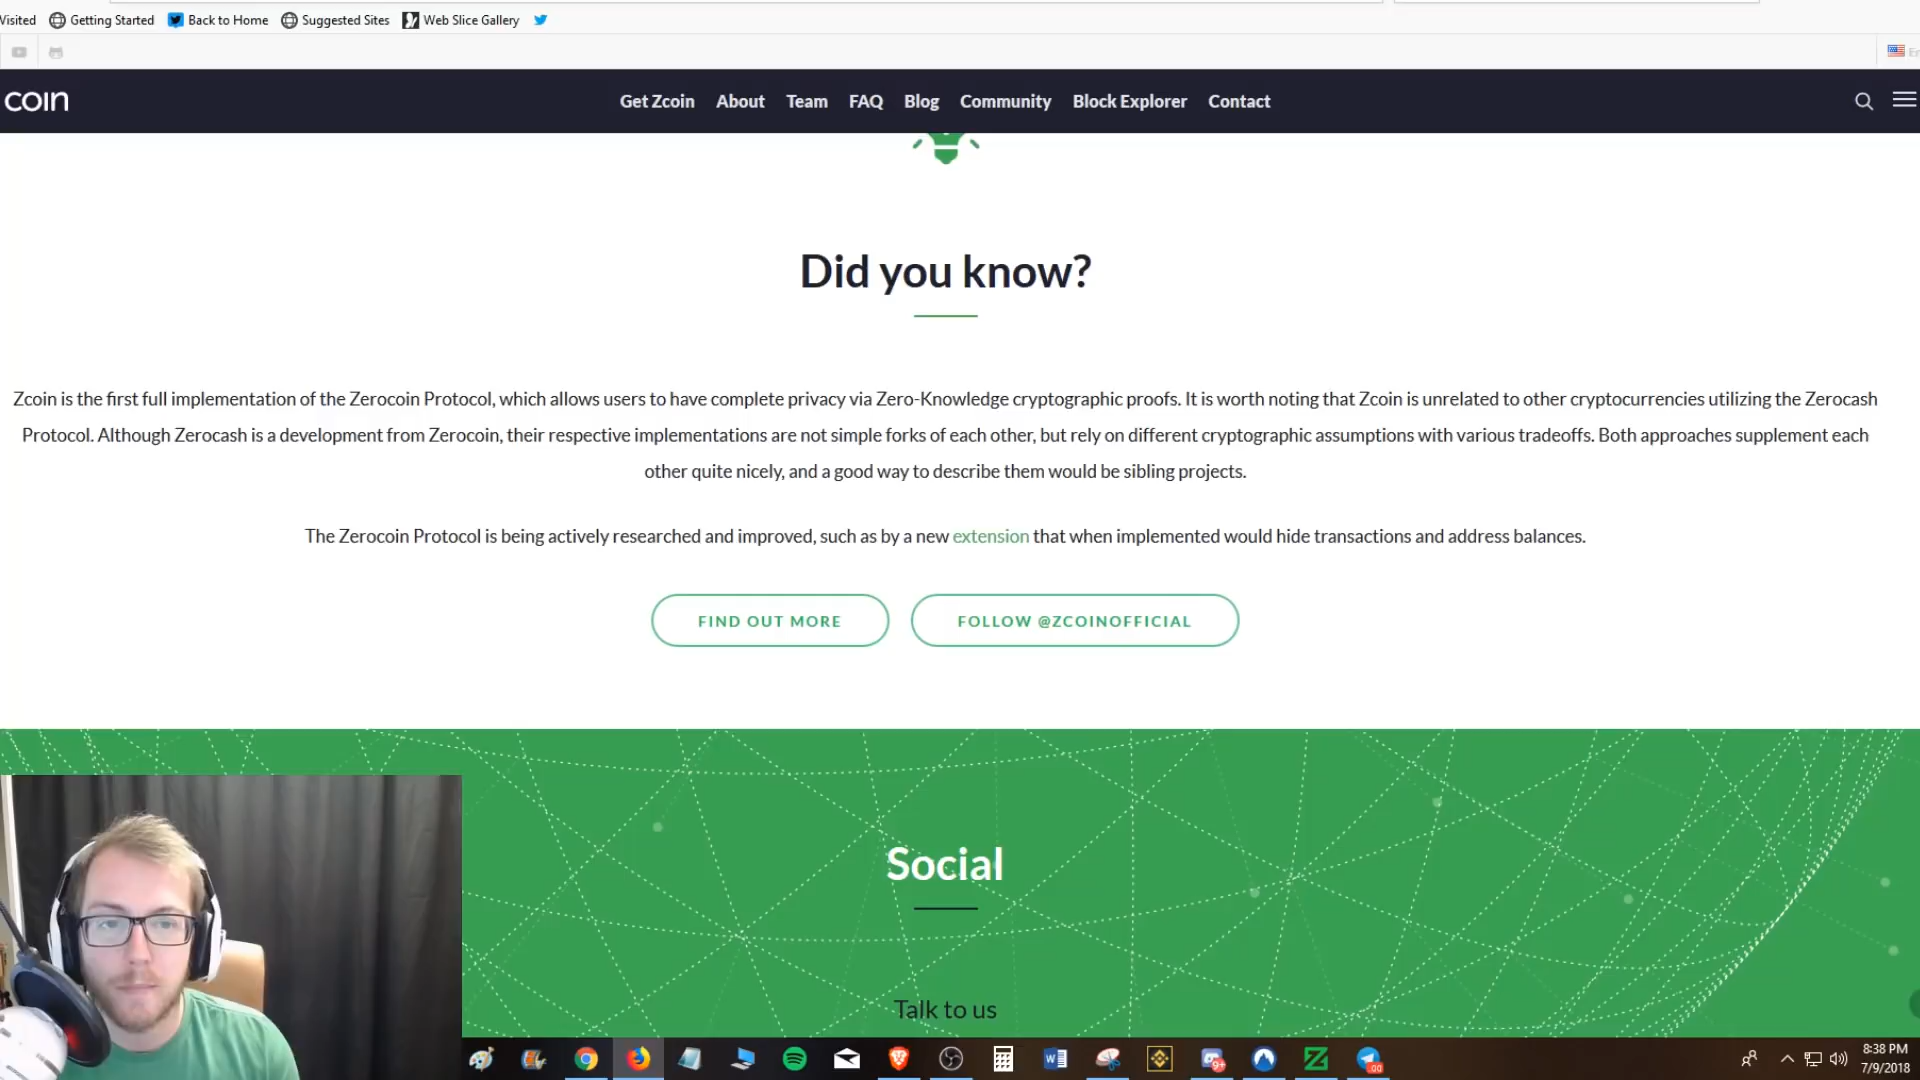 Visited Getting Started Back to Home Suggested Sites Web Slice Gallery
En
coin Get Zcoin About Team FAQ Blog Community Block Explorer Contact
Did you know?
Zcoin is the first full implementation of the Zerocoin Protocol, which allows users to have complete privacy via Zero-Knowledge cryptographic proofs. It is worth noting that Zcoin is unrelated to other cryptocurrencies utilizing the Zerocash
Protocol. Although Zerocash is a development from Zerocoin, their respective implementations are not simple forks of each other, but rely on different cryptographic assumptions with various tradeoffs. Both approaches supplement each
other quite nicely, and a good way to describe them would be sibling projects.
The Zerocoin Protocol is being actively researched and improved, such as by a new extension that when implemented would hide transactions and address balances.
FIND OUT MORE FOLLOW @ZCOINOFFICIAL
Social
Talk to us
8:38 PM
7/9/2018